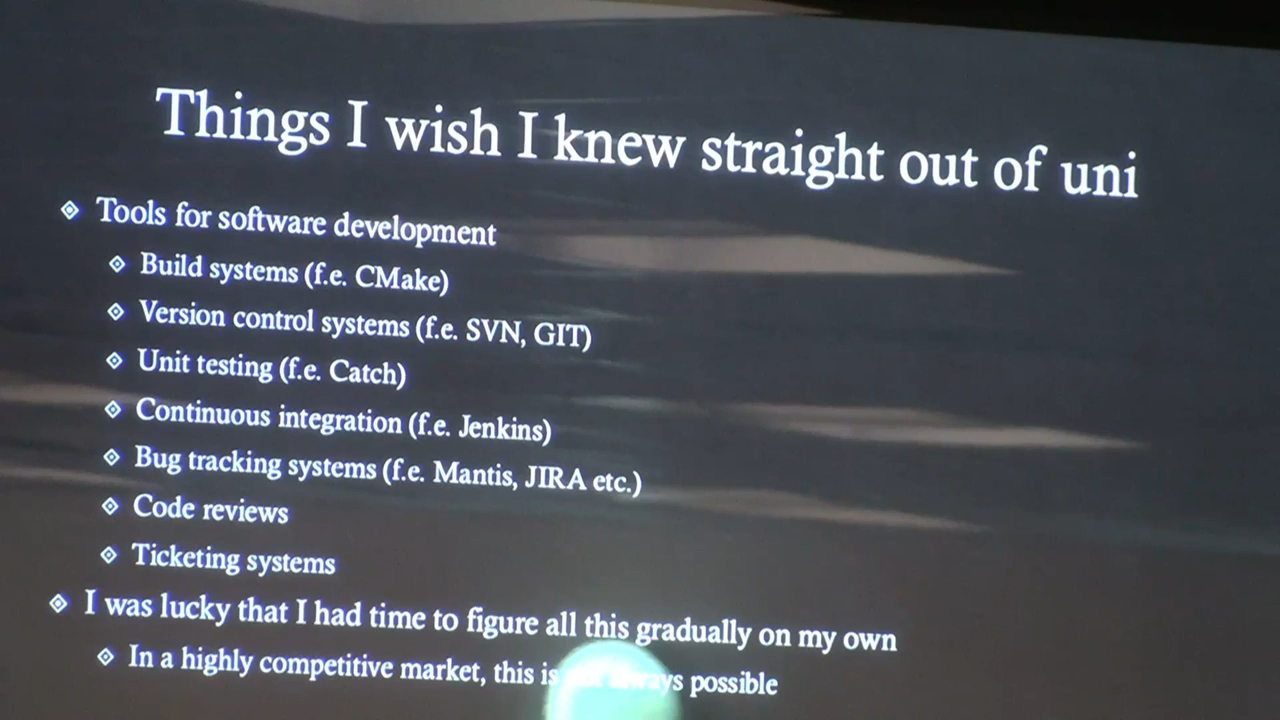 Things I wish I knew straight out of uni
Tools for software development
Build systems (f.e. CMake)
Version control systems (f.e. SVN, GIT)
Unit testing (f.e. Catch)
Continuous integration (f.e. Jenkins)
Bug tracking systems (f.e. Mantis, JIRA etc.)
Code reviews
Ticketing systems
I was lucky that I had time to figure all this gradually on my own
In a highly competitive market, this is not always possible